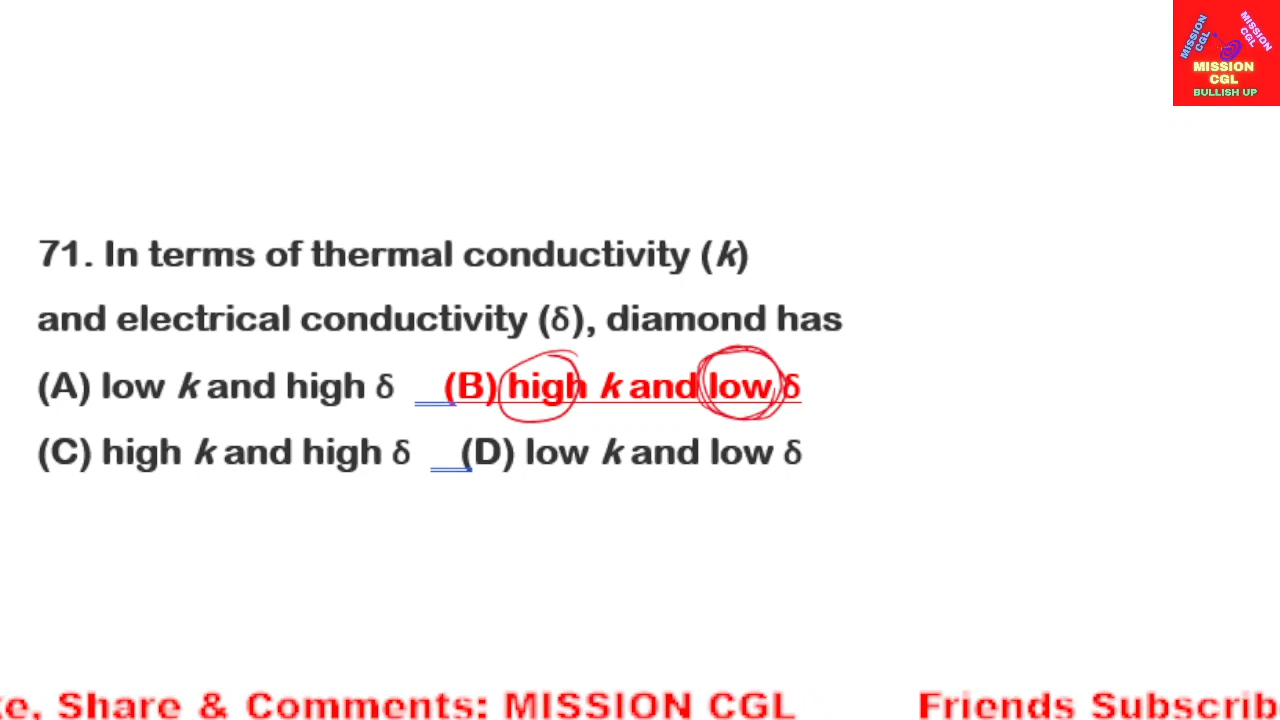 MISSION CGL
MISSION CGL
MISSION CGL
BULLISH UP
71. In terms of thermal conductivity (k)
and electrical conductivity (δ), diamond has
(A) low k and high δ (B) high k and low δ
(C) high k and high δ (D) low k and low δ
Share & Comments: MISSION CGL Friends